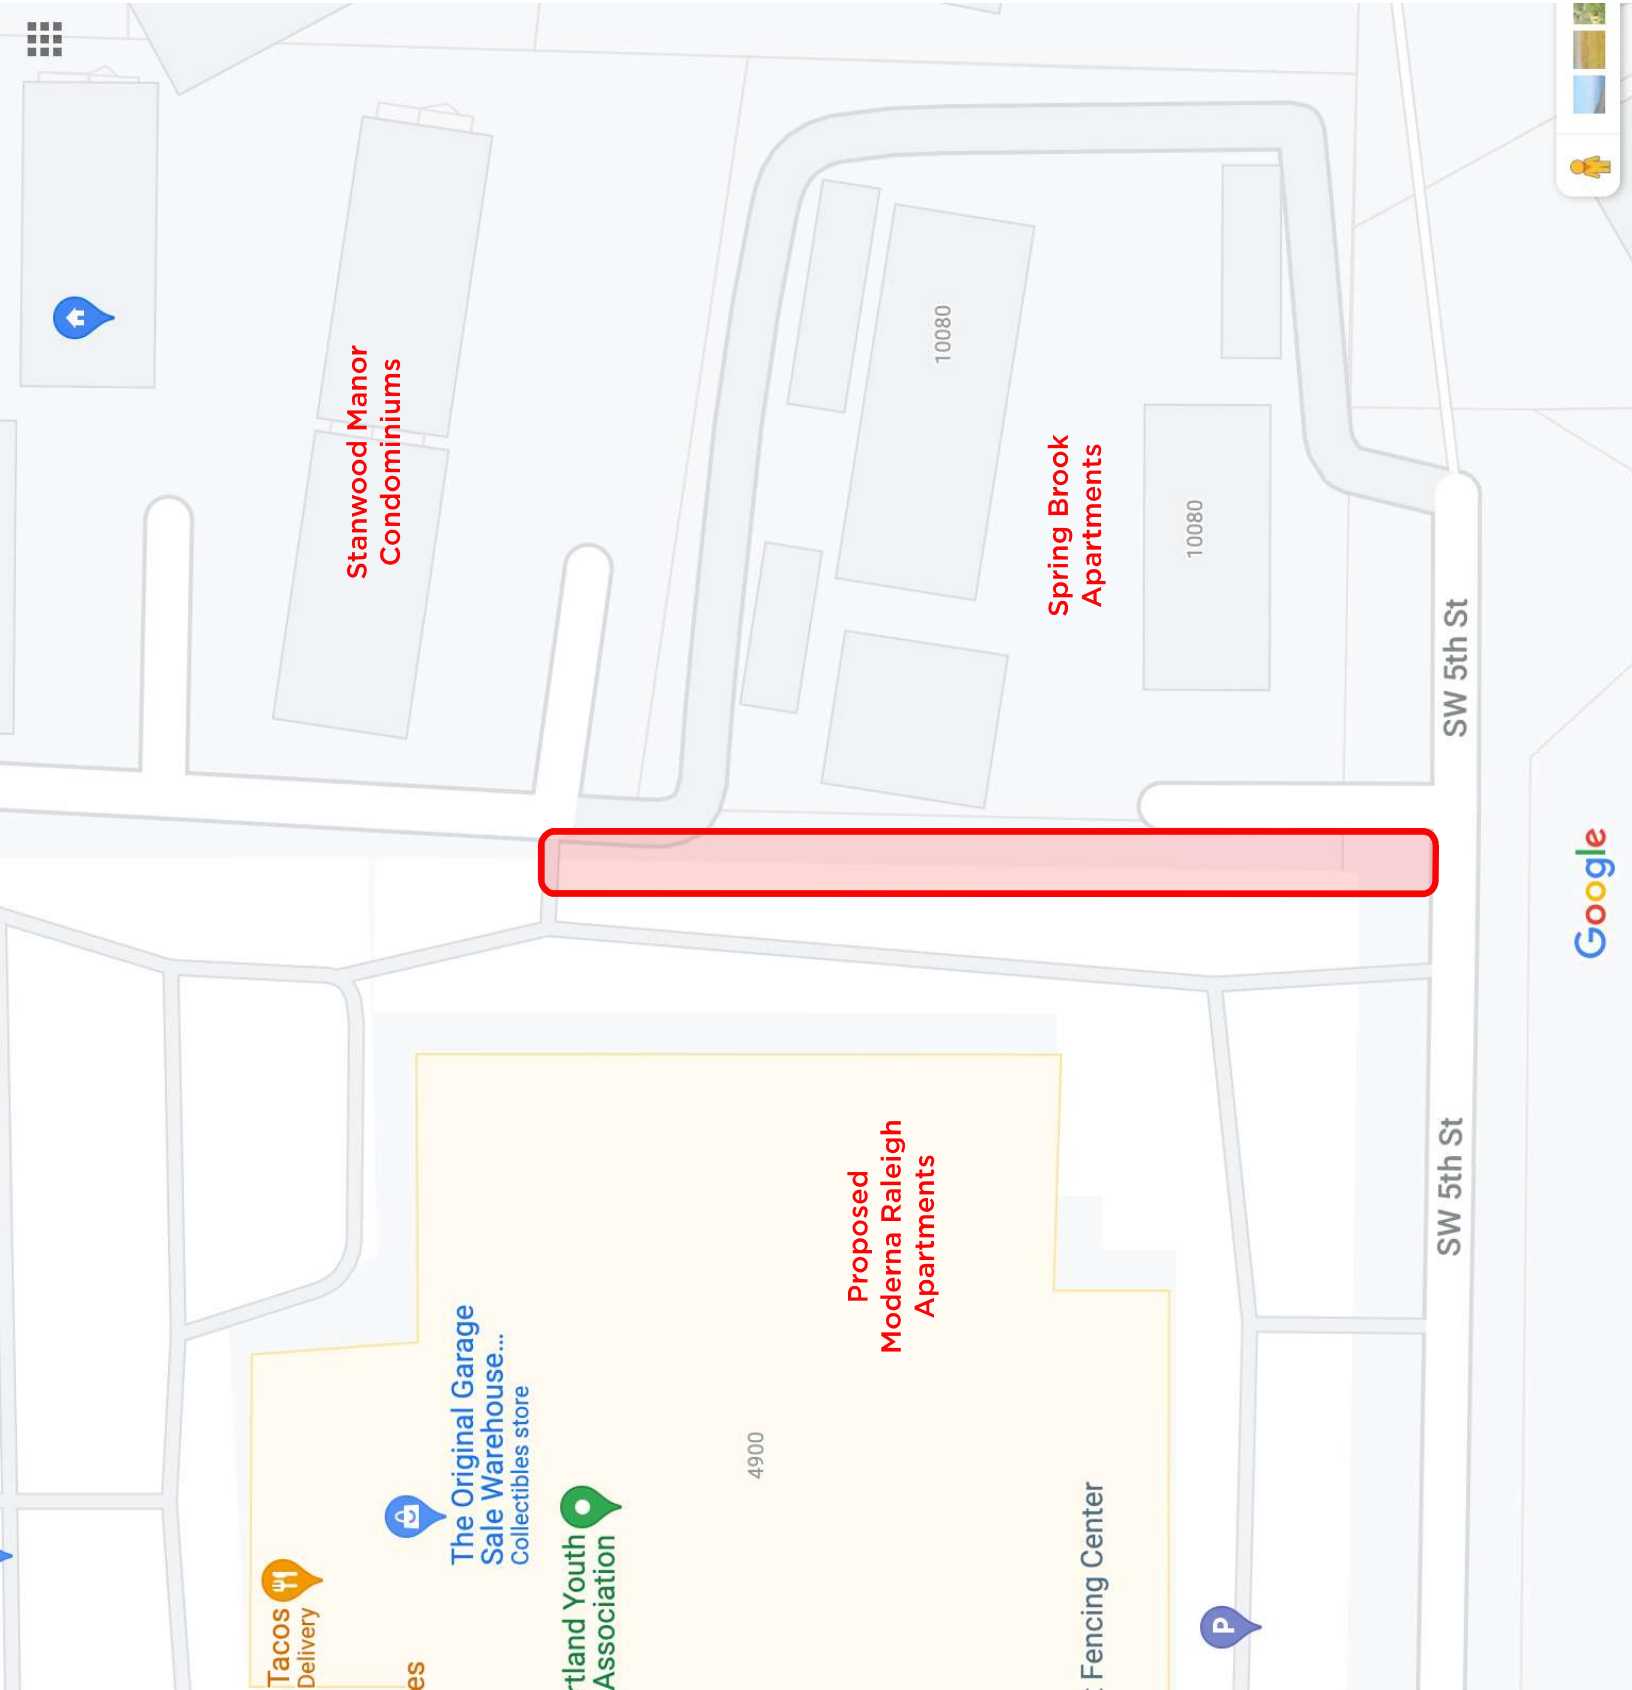 Stanwood Manor
Condominiums
10080
Spring Brook
Apartments
10080
SW 5th St
SW 5th St
Google
Proposed
Moderna Raleigh
Apartments
The Original Garage
Sale Warehouse...
Collectibles store
4900
rtland Youth
Association
Tacos
Delivery
es
Fencing Center
P